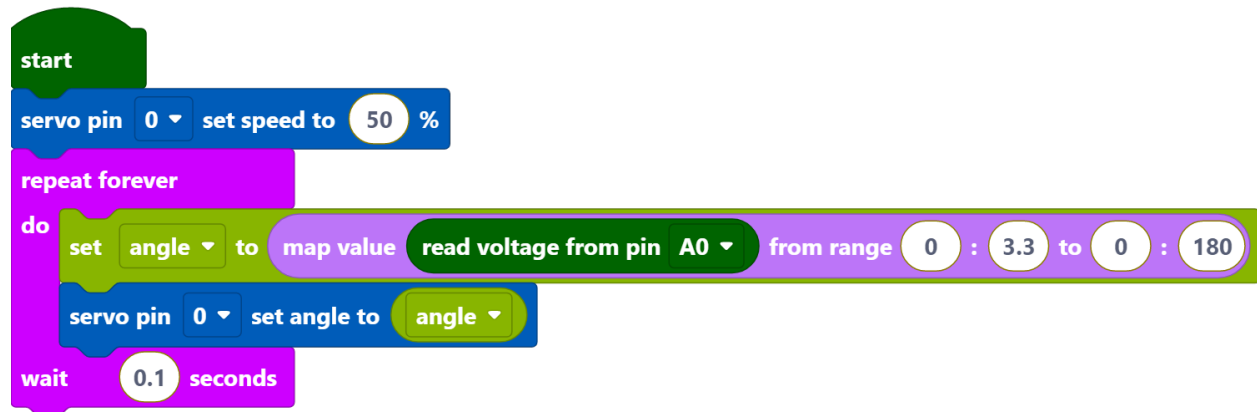 start
servo pin 0 set speed to 50 %
repeat forever
do
set angle to map value read voltage from pin A0 from range 0 : 3.3 to 0 : 180
servo pin 0 set angle to angle
wait 0.1 seconds